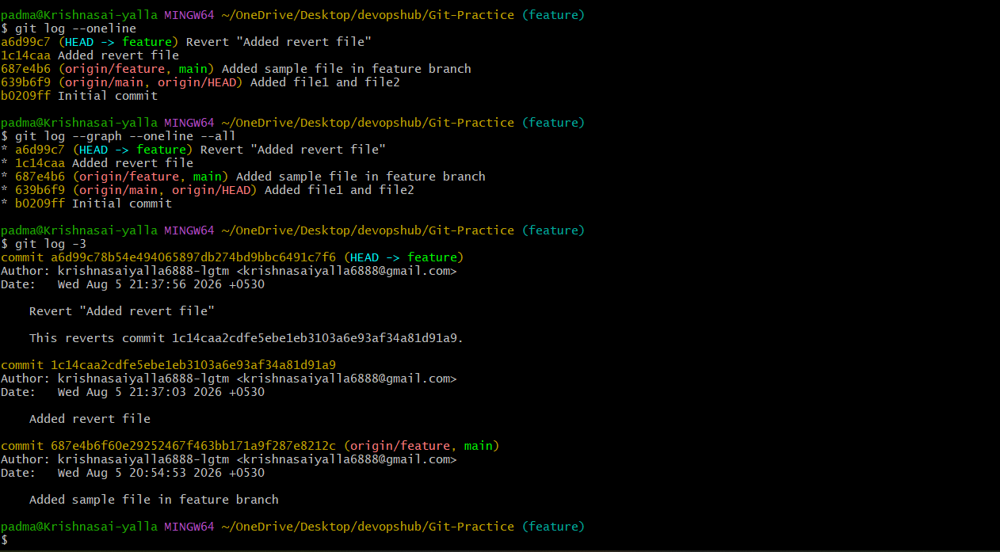 padma@Krishnasai-yalla MINGW64 ~/OneDrive/Desktop/devopshub/Git-Practice (feature)
$ git log --oneline
a6d99c7 (HEAD -> feature) Revert "Added revert file"
1c14caa Added revert file
687e4b6 (origin/feature, main) Added sample file in feature branch
639b6f9 (origin/main, origin/HEAD) Added file1 and file2
b0209ff Initial commit
padma@Krishnasai-yalla MINGW64 ~/OneDrive/Desktop/devopshub/Git-Practice (feature)
$ git log --graph --oneline --all
* a6d99c7 (HEAD -> feature) Revert "Added revert file"
* 1c14caa Added revert file
* 687e4b6 (origin/feature, main) Added sample file in feature branch
* 639b6f9 (origin/main, origin/HEAD) Added file1 and file2
* b0209ff Initial commit
padma@Krishnasai-yalla MINGW64 ~/OneDrive/Desktop/devopshub/Git-Practice (feature)
$ git log -3
commit a6d99c78b54e494065897db274bd9bbc6491c7f6 (HEAD -> feature)
Author: krishnasaiyalla6888-lgtm <krishnasaiyalla6888@gmail.com>
Date:   Wed Aug 5 21:37:56 2026 +0530
    Revert "Added revert file"
    This reverts commit 1c14caa2cdfe5ebe1eb3103a6e93af34a81d91a9.
commit 1c14caa2cdfe5ebe1eb3103a6e93af34a81d91a9
Author: krishnasaiyalla6888-lgtm <krishnasaiyalla6888@gmail.com>
Date:   Wed Aug 5 21:37:03 2026 +0530
    Added revert file
commit 687e4b6f60e29252467f463bb171a9f287e8212c (origin/feature, main)
Author: krishnasaiyalla6888-lgtm <krishnasaiyalla6888@gmail.com>
Date:   Wed Aug 5 20:54:53 2026 +0530
    Added sample file in feature branch
padma@Krishnasai-yalla MINGW64 ~/OneDrive/Desktop/devopshub/Git-Practice (feature)
$